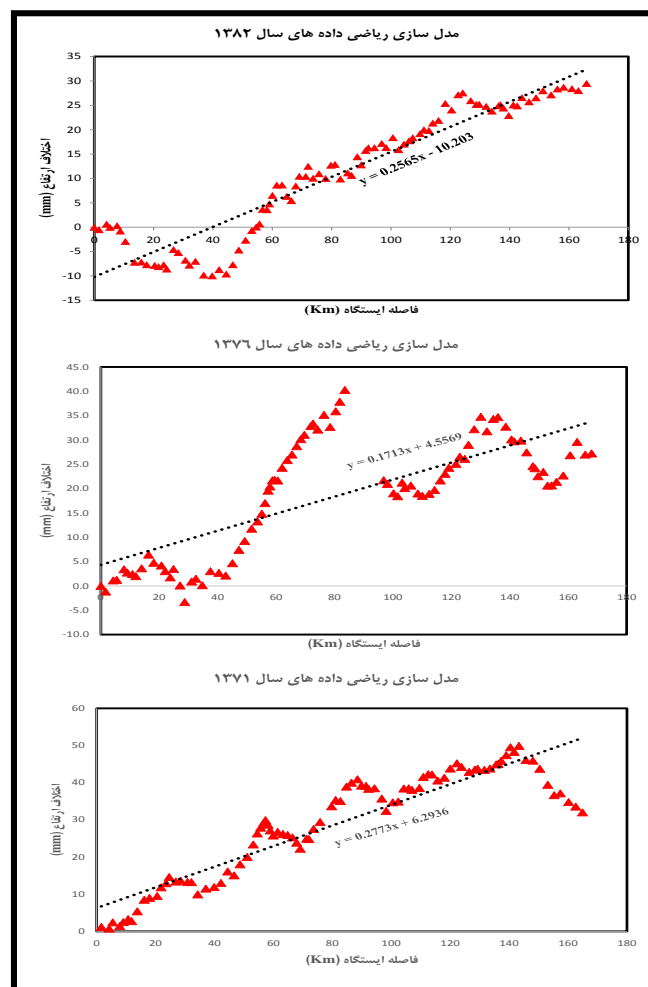 مدل سازی ریاضی داده های سال ۱۳۸۲
35
30
25
20
15
10
5
0
-5
-10
-15
0 20 40 60 80 100 120 140 160 180
اختلاف ارتفاع (mm)
y = 0.2565x - 10.203
فاصله ایستگاه (Km)
مدل سازی ریاضی داده های سال ۱۳۷۶
45.0
40.0
35.0
30.0
25.0
20.0
15.0
10.0
5.0
0.0
-5.0
-10.0
0 20 40 60 80 100 120 140 160 180
اختلاف ارتفاع (mm)
y = 0.1713x + 4.5569
فاصله ایستگاه (Km)
مدل سازی ریاضی داده های سال ۱۳۷۱
60
50
40
30
20
10
0
0 20 40 60 80 100 120 140 160 180
اختلاف ارتفاع (mm)
y = 0.2773x + 6.2936
فاصله ایستگاه (Km)